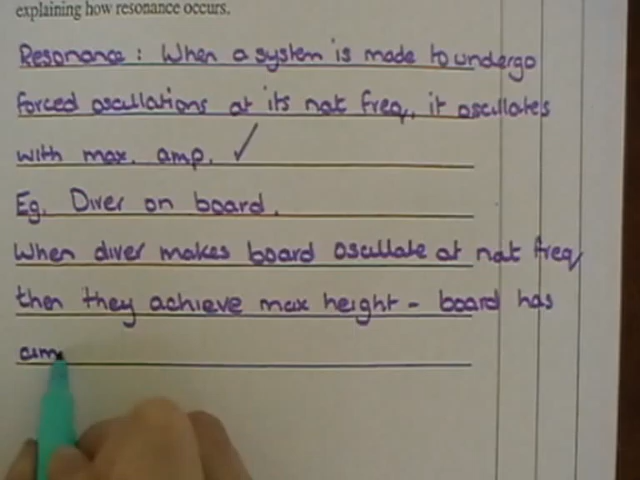 explaining how resonance occurs.
Resonance: When a system is made to undergo
forced oscillations at its nat freq, it oscillates
with max. amp. ✓
Eg. Diver on board.
When diver makes board oscillate at nat freq
then they achieve max height - board has
am